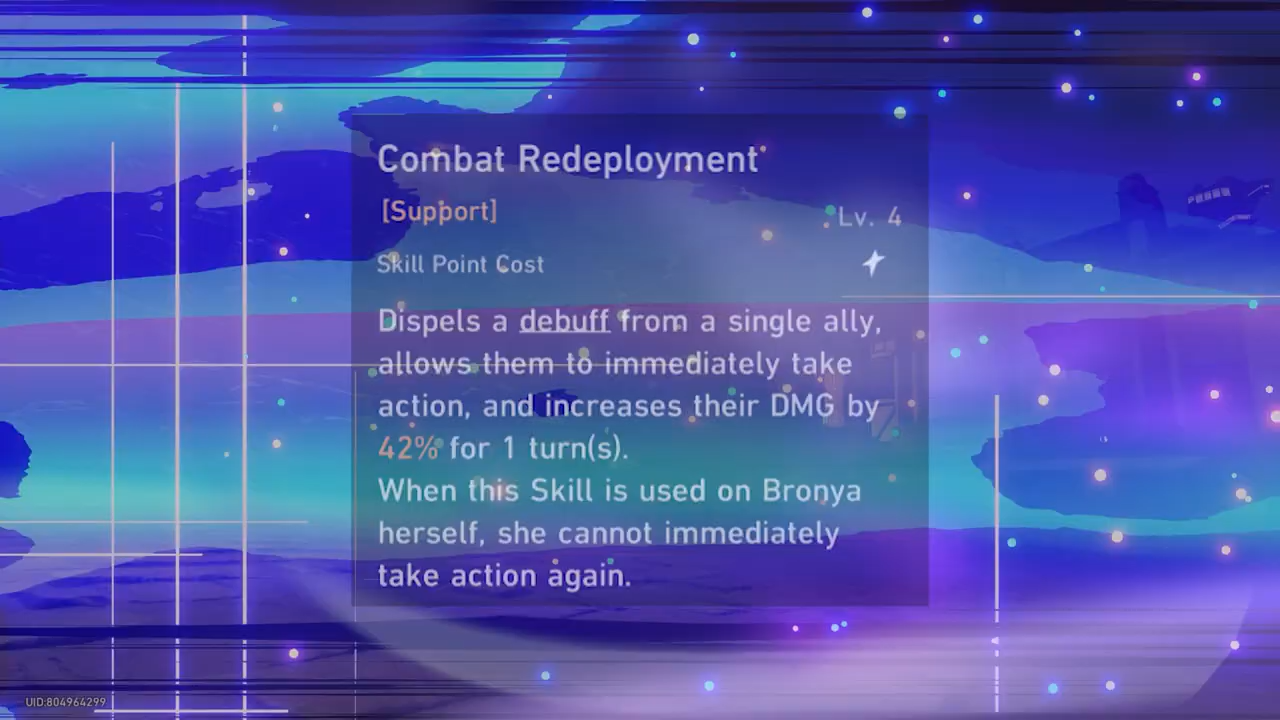 Combat Redeployment
[Support]
Lv. 4
Skill Point Cost
Dispels a debuff from a single ally,
allows them to immediately take
action, and increases their DMG by
42% for 1 turn(s).
When this Skill is used on Bronya
herself, she cannot immediately
take action again.
UID:804964299